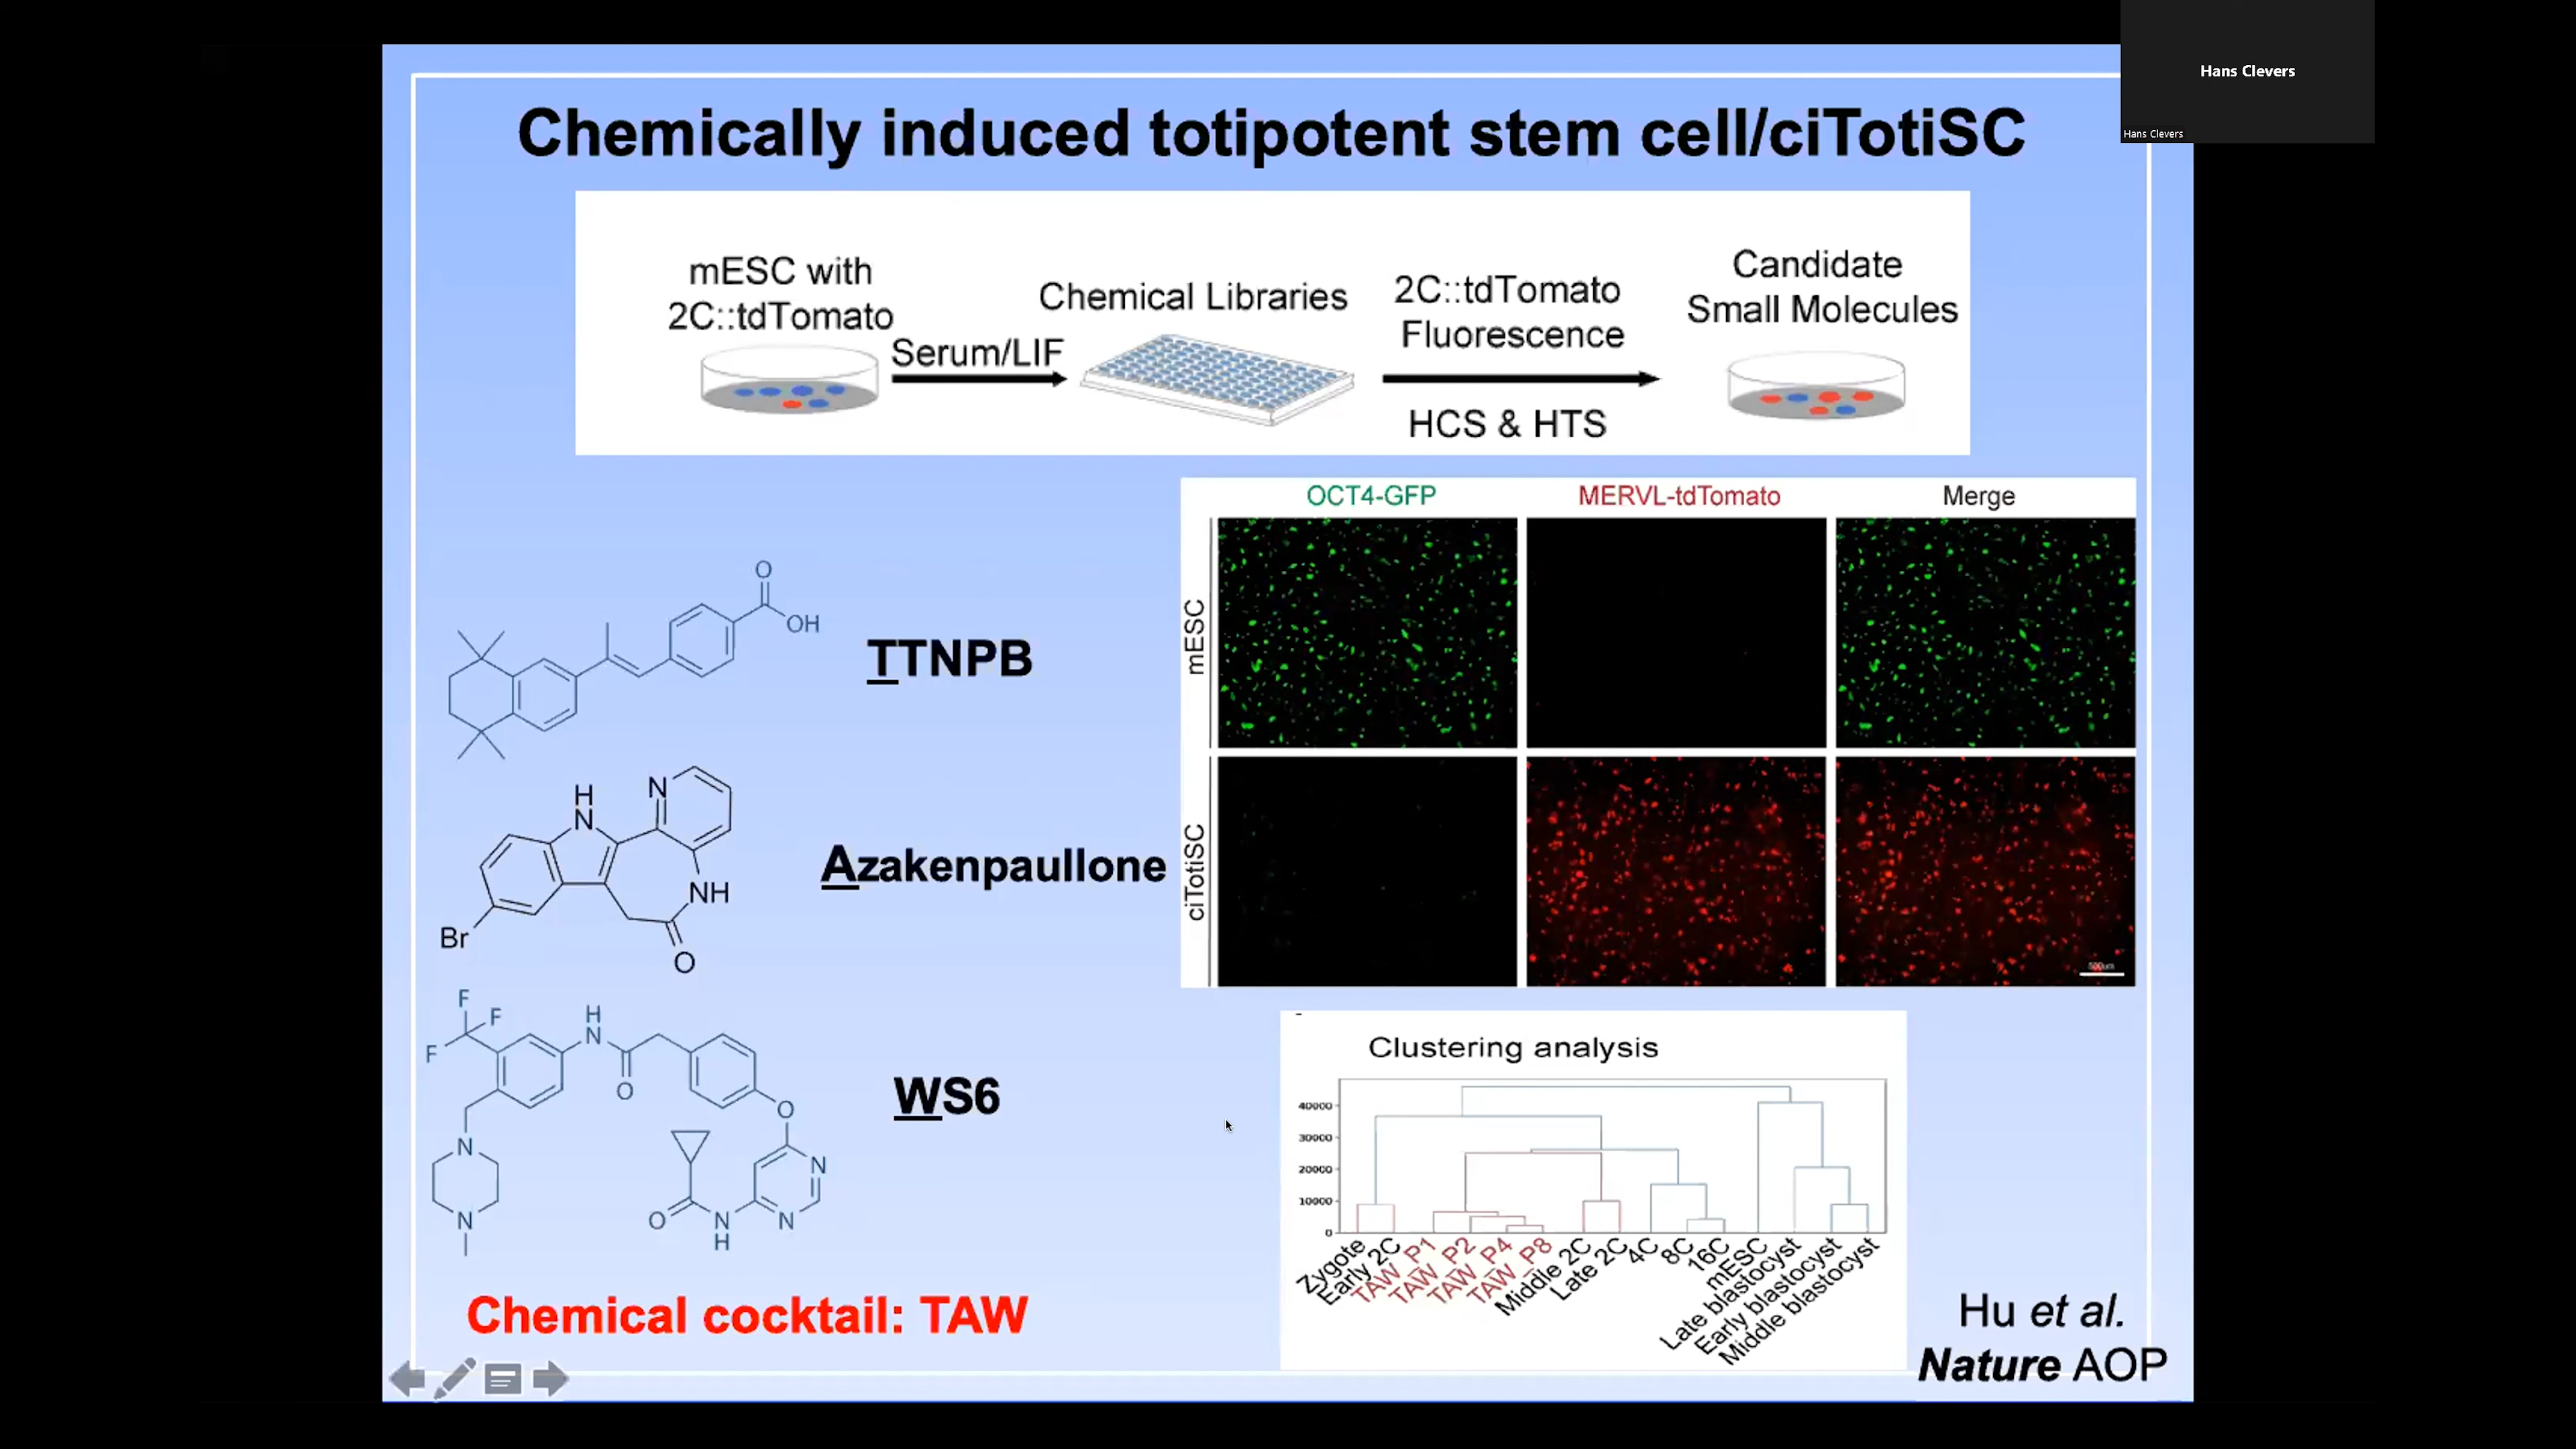 Hans Clevers
Hans Clevers
Chemically induced totipotent stem cell/ciTotiSC
mESC with
2C::tdTomato
Serum/LIF
Chemical Libraries
2C::tdTomato
Fluorescence
HCS & HTS
Candidate
Small Molecules
OCT4-GFP
MERVL-tdTomato
Merge
mESC
ciTotiSC
500um
O
OH
TTNPB
H
N
N
NH
Br
O
Azakenpaullone
F
F
F
H
N
O
O
N
N
N
N
O
N
H
WS6
Chemical cocktail: TAW
Clustering analysis
40000
30000
20000
10000
0
Zygote
Early 2C
TAW_P1
TAW_P2
TAW_P4
TAW_P8
Middle 2C
Late 2C
4C
8C
16C
mESC
Late blastocyst
Early blastocyst
Middle blastocyst
Hu et al.
Nature AOP